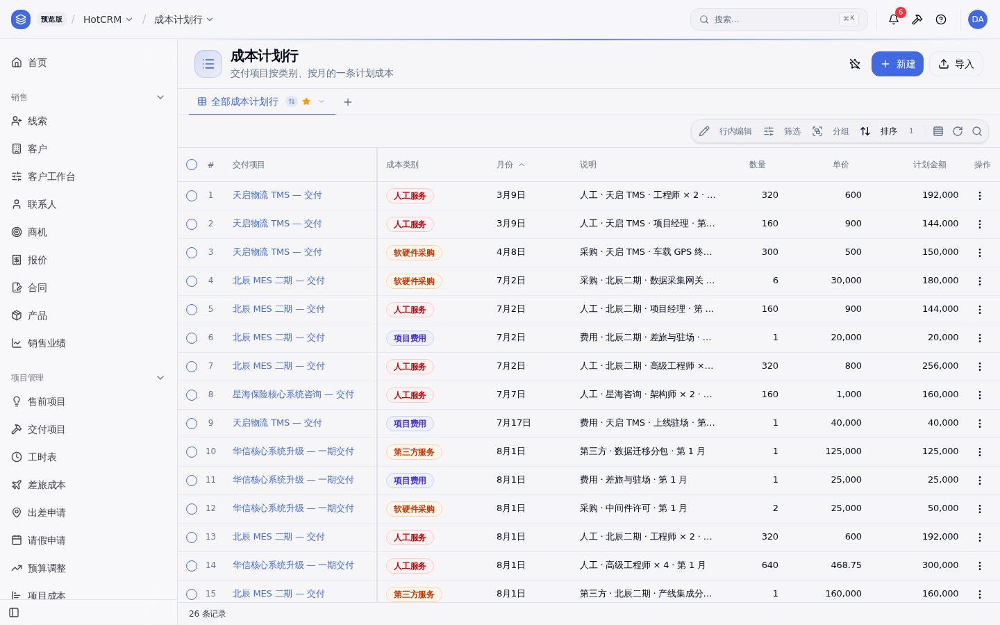 预览版 / HotCRM / 成本计划行
搜索... ⌘K
6
DA
首页
销售
线索
客户
客户工作台
联系人
商机
报价
合同
产品
销售业绩
项目管理
售前项目
交付项目
工时表
差旅成本
出差申请
请假申请
预算调整
项目成本
成本计划行
交付项目按类别、按月的一条计划成本
新建
导入
全部成本计划行
行内编辑 筛选 分组 排序 1
# 交付项目 成本类别 月份 说明 数量 单价 计划金额 操作
1 天启物流 TMS — 交付 人工服务 3月9日 人工 · 天启 TMS · 工程师 × 2 · ... 320 600 192,000
2 天启物流 TMS — 交付 人工服务 3月9日 人工 · 天启 TMS · 项目经理 · 第... 160 900 144,000
3 天启物流 TMS — 交付 软硬件采购 4月8日 采购 · 天启 TMS · 车载 GPS 终... 300 500 150,000
4 北辰 MES 二期 — 交付 软硬件采购 7月2日 采购 · 北辰二期 · 数据采集网关 ... 6 30,000 180,000
5 北辰 MES 二期 — 交付 人工服务 7月2日 人工 · 北辰二期 · 项目经理 · 第 ... 160 900 144,000
6 北辰 MES 二期 — 交付 项目费用 7月2日 费用 · 北辰二期 · 差旅与驻场 · ... 1 20,000 20,000
7 北辰 MES 二期 — 交付 人工服务 7月2日 人工 · 北辰二期 · 高级工程师 ×... 320 800 256,000
8 星海保险核心系统咨询 — 交付 人工服务 7月7日 人工 · 星海咨询 · 架构师 × 2 · ... 160 1,000 160,000
9 天启物流 TMS — 交付 项目费用 7月17日 费用 · 天启 TMS · 上线驻场 · 第... 1 40,000 40,000
10 华信核心系统升级 — 一期交付 第三方服务 8月1日 第三方 · 数据迁移分包 · 第 1 月 1 125,000 125,000
11 华信核心系统升级 — 一期交付 项目费用 8月1日 费用 · 差旅与驻场 · 第 1 月 1 25,000 25,000
12 华信核心系统升级 — 一期交付 软硬件采购 8月1日 采购 · 中间件许可 · 第 1 月 2 25,000 50,000
13 北辰 MES 二期 — 交付 人工服务 8月1日 人工 · 北辰二期 · 工程师 × 2 · ... 320 600 192,000
14 华信核心系统升级 — 一期交付 人工服务 8月1日 人工 · 高级工程师 × 4 · 第 1 月 640 468.75 300,000
15 北辰 MES 二期 — 交付 第三方服务 8月1日 第三方 · 北辰二期 · 产线集成分... 1 160,000 160,000
26 条记录